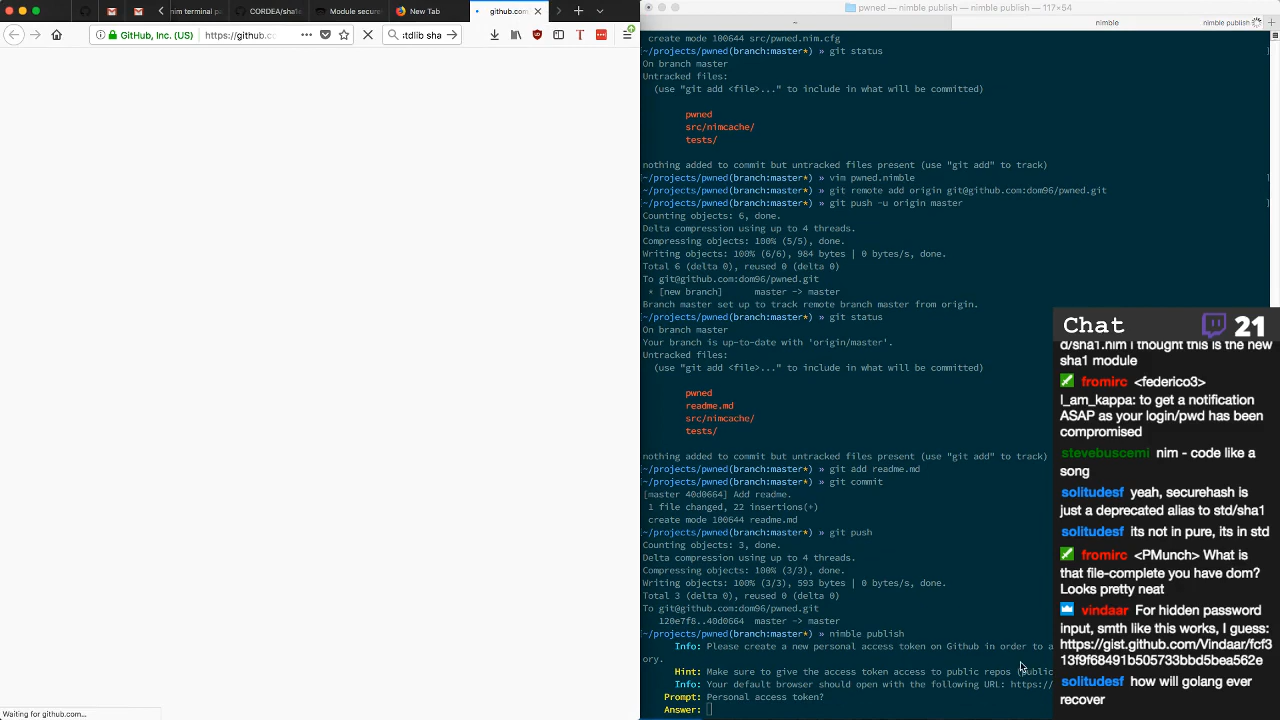 nim terminal p
CORDEA/shia
Module secure
New Tab
github.com/
GitHub, Inc. (US)
https://github.co
:tdlib sha
Waiting for github.com...
pwned — nimble publish — nimble publish — 117×54
~
nimble
nimble publish
create mode 100644 src/pwned.nim.cfg
~/projects/pwned(branch:master*) » git status
On branch master
Untracked files:
(use "git add <file>..." to include in what will be committed)
pwned
src/nimcache/
tests/
nothing added to commit but untracked files present (use "git add" to track)
~/projects/pwned(branch:master*) » vim pwned.nimble
~/projects/pwned(branch:master*) » git remote add origin git@github.com:dom96/pwned.git
~/projects/pwned(branch:master*) » git push -u origin master
Counting objects: 6, done.
Delta compression using up to 4 threads.
Compressing objects: 100% (5/5), done.
Writing objects: 100% (6/6), 984 bytes | 0 bytes/s, done.
Total 6 (delta 0), reused 0 (delta 0)
To git@github.com:dom96/pwned.git
* [new branch]      master -> master
Branch master set up to track remote branch master from origin.
~/projects/pwned(branch:master*) » git status
On branch master
Your branch is up-to-date with 'origin/master'.
Untracked files:
(use "git add <file>..." to include in what will be committed)
pwned
readme.md
src/nimcache/
tests/
nothing added to commit but untracked files present (use "git add" to track)
~/projects/pwned(branch:master*) » git add readme.md
~/projects/pwned(branch:master*) » git commit
[master 40d0664] Add readme.
1 file changed, 22 insertions(+)
create mode 100644 readme.md
~/projects/pwned(branch:master*) » git push
Counting objects: 3, done.
Delta compression using up to 4 threads.
Compressing objects: 100% (3/3), done.
Writing objects: 100% (3/3), 593 bytes | 0 bytes/s, done.
Total 3 (delta 0), reused 0 (delta 0)
To git@github.com:dom96/pwned.git
120e7f8..40d0664  master -> master
~/projects/pwned(branch:master*) » nimble publish
Info: Please create a new personal access token on Github in order to a
ory.
Hint: Make sure to give the access token access to public repos (public
Info: Your default browser should open with the following URL: https://
Prompt: Personal access token?
Answer:
Chat 21
d/sha1.nim I thought this is the new
sha1 module
fromirc <federico3>
I_am_kappa: to get a notification
ASAP as your login/pwd has been
compromised
stevebuscemi nim - code like a
song
solitudesf yeah, securehash is
just a deprecated alias to std/sha1
solitudesf its not in pure, its in std
fromirc <PMunch> What is
that file-complete you have dom?
Looks pretty neat
vindaar For hidden password
input, smth like this works, I guess:
https://gist.github.com/Vindaar/fcf3
13f9f68491b505733bbd5bea562e
solitudesf how will golang ever
recover